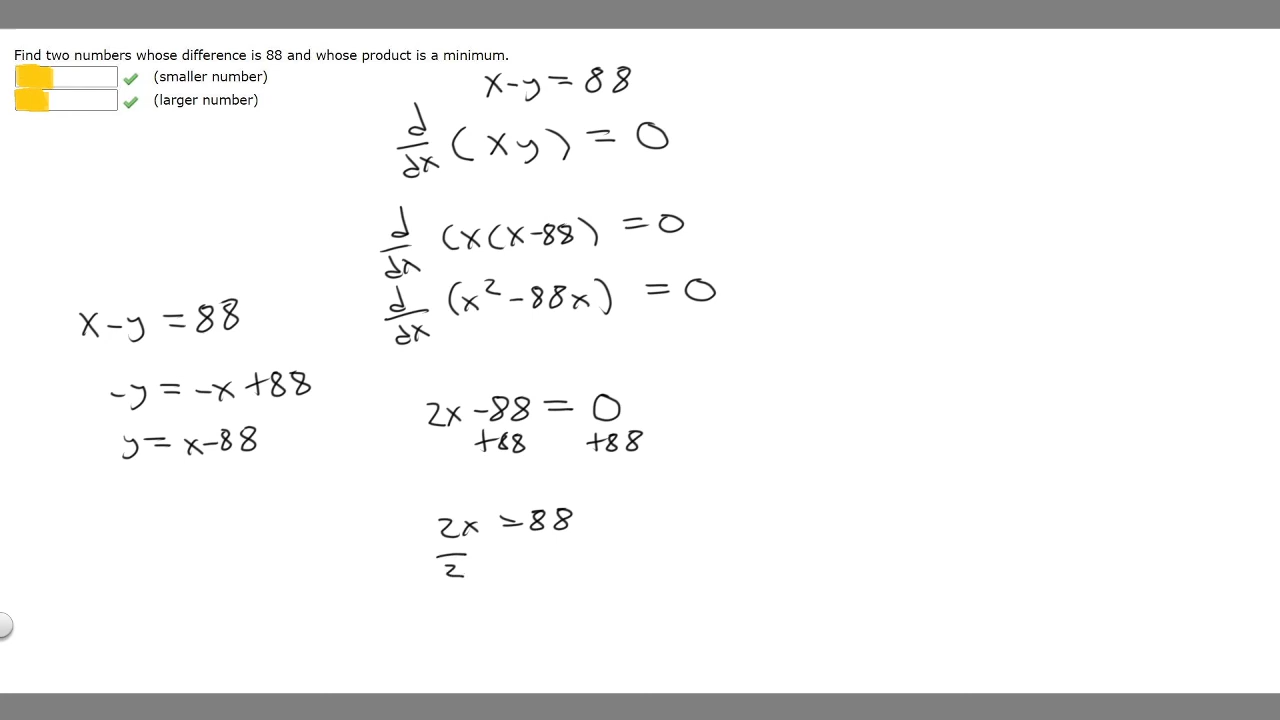 Find two numbers whose difference is 88 and whose product is a minimum.
(smaller number)
(larger number)
x-y=88
d/dx (xy) = 0
d/dx (x(x-88) = 0
d/dx (x²-88x) = 0
x-y=88
-y = -x+88
y = x-88
2x-88 = 0
+88 +88
2x = 88
2